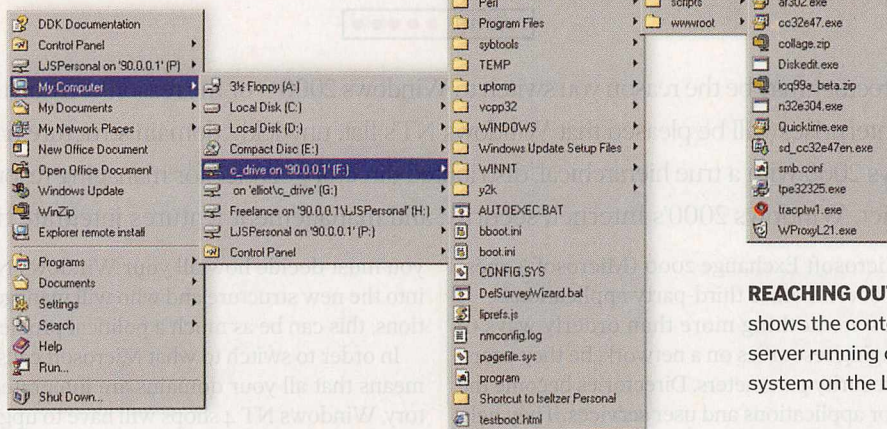 DDK Documentation
Control Panel
LJSPersonal on '90.0.0.1' (P)
My Computer
My Documents
My Network Places
New Office Document
Open Office Document
Windows Update
WinZip
Explorer remote install
Programs
Documents
Settings
Search
Help
Run...
Shut Down...
3½ Floppy (A:)
Local Disk (C:)
Local Disk (D:)
Compact Disc (E:)
c_drive on '90.0.0.1' (F:)
on 'elliot\c_drive' (G:)
Freelance on '90.0.0.1\LJSPersonal' (H:)
LJSPersonal on '90.0.0.1' (P:)
Control Panel
Perl
Program Files
sybtools
TEMP
uptomp
vcpp32
WINDOWS
Windows Update Setup Files
WINNT
y2k
AUTOEXEC.BAT
bboot.ini
boot.ini
CONFIG.SYS
DelSurveyWizard.bat
liprefs.js
nmconfig.log
pagefile.sys
program
Shortcut to lseltzer Personal
testboot.html
scripts
wwwroot
ar302.exe
cc32e47.exe
collage.zip
Diskedit.exe
icq99a_beta.zip
n32e304.exe
Quicktime.exe
sd_cc32e47en.exe
smb.conf
tpe32325.exe
tracplw1.exe
WProxyL21.exe
REACHING OUT
shows the conte
server running
system on the L